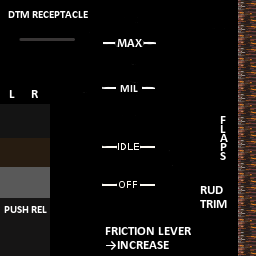 DTM RECEPTACLE
MAX
MIL
L R
IDLE
FLAPS
OFF
RUD
TRIM
PUSH REL
FRICTION LEVER
→INCREASE